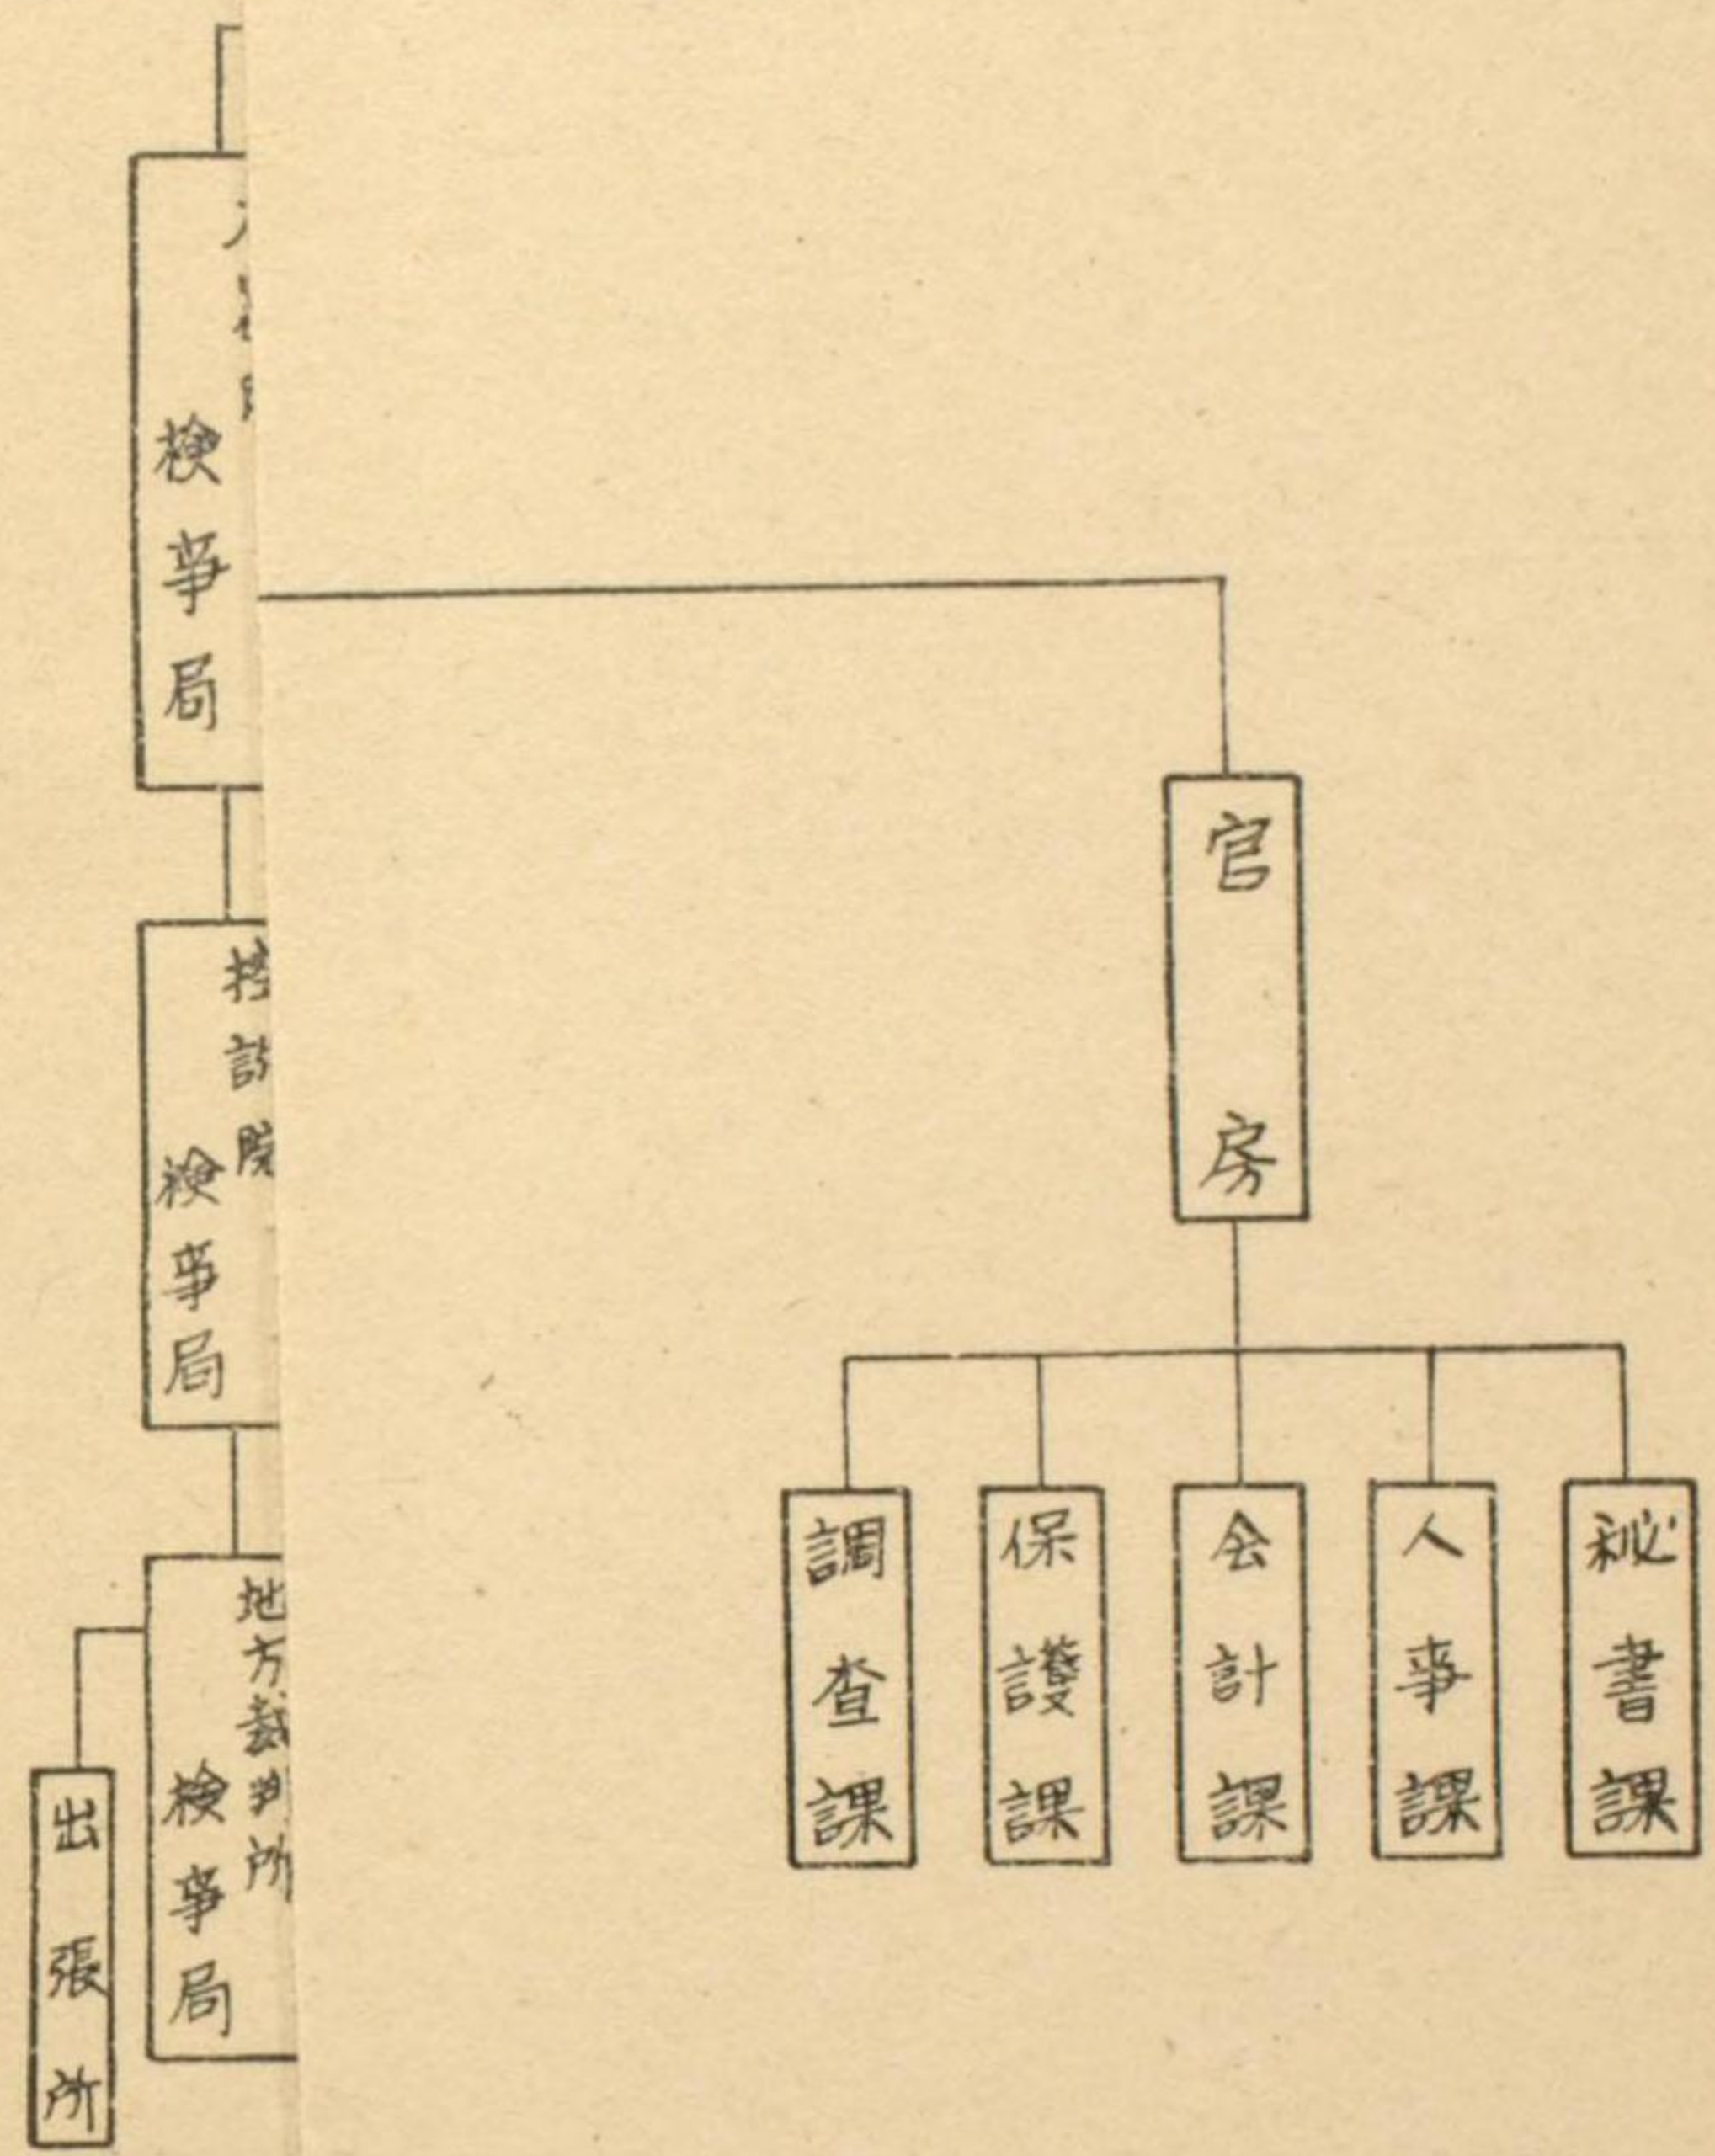 官房
秘書課
人事課
会計課
保護課
調査課
検事局
控訴院
検事局
地方裁判所
検事局
出張所